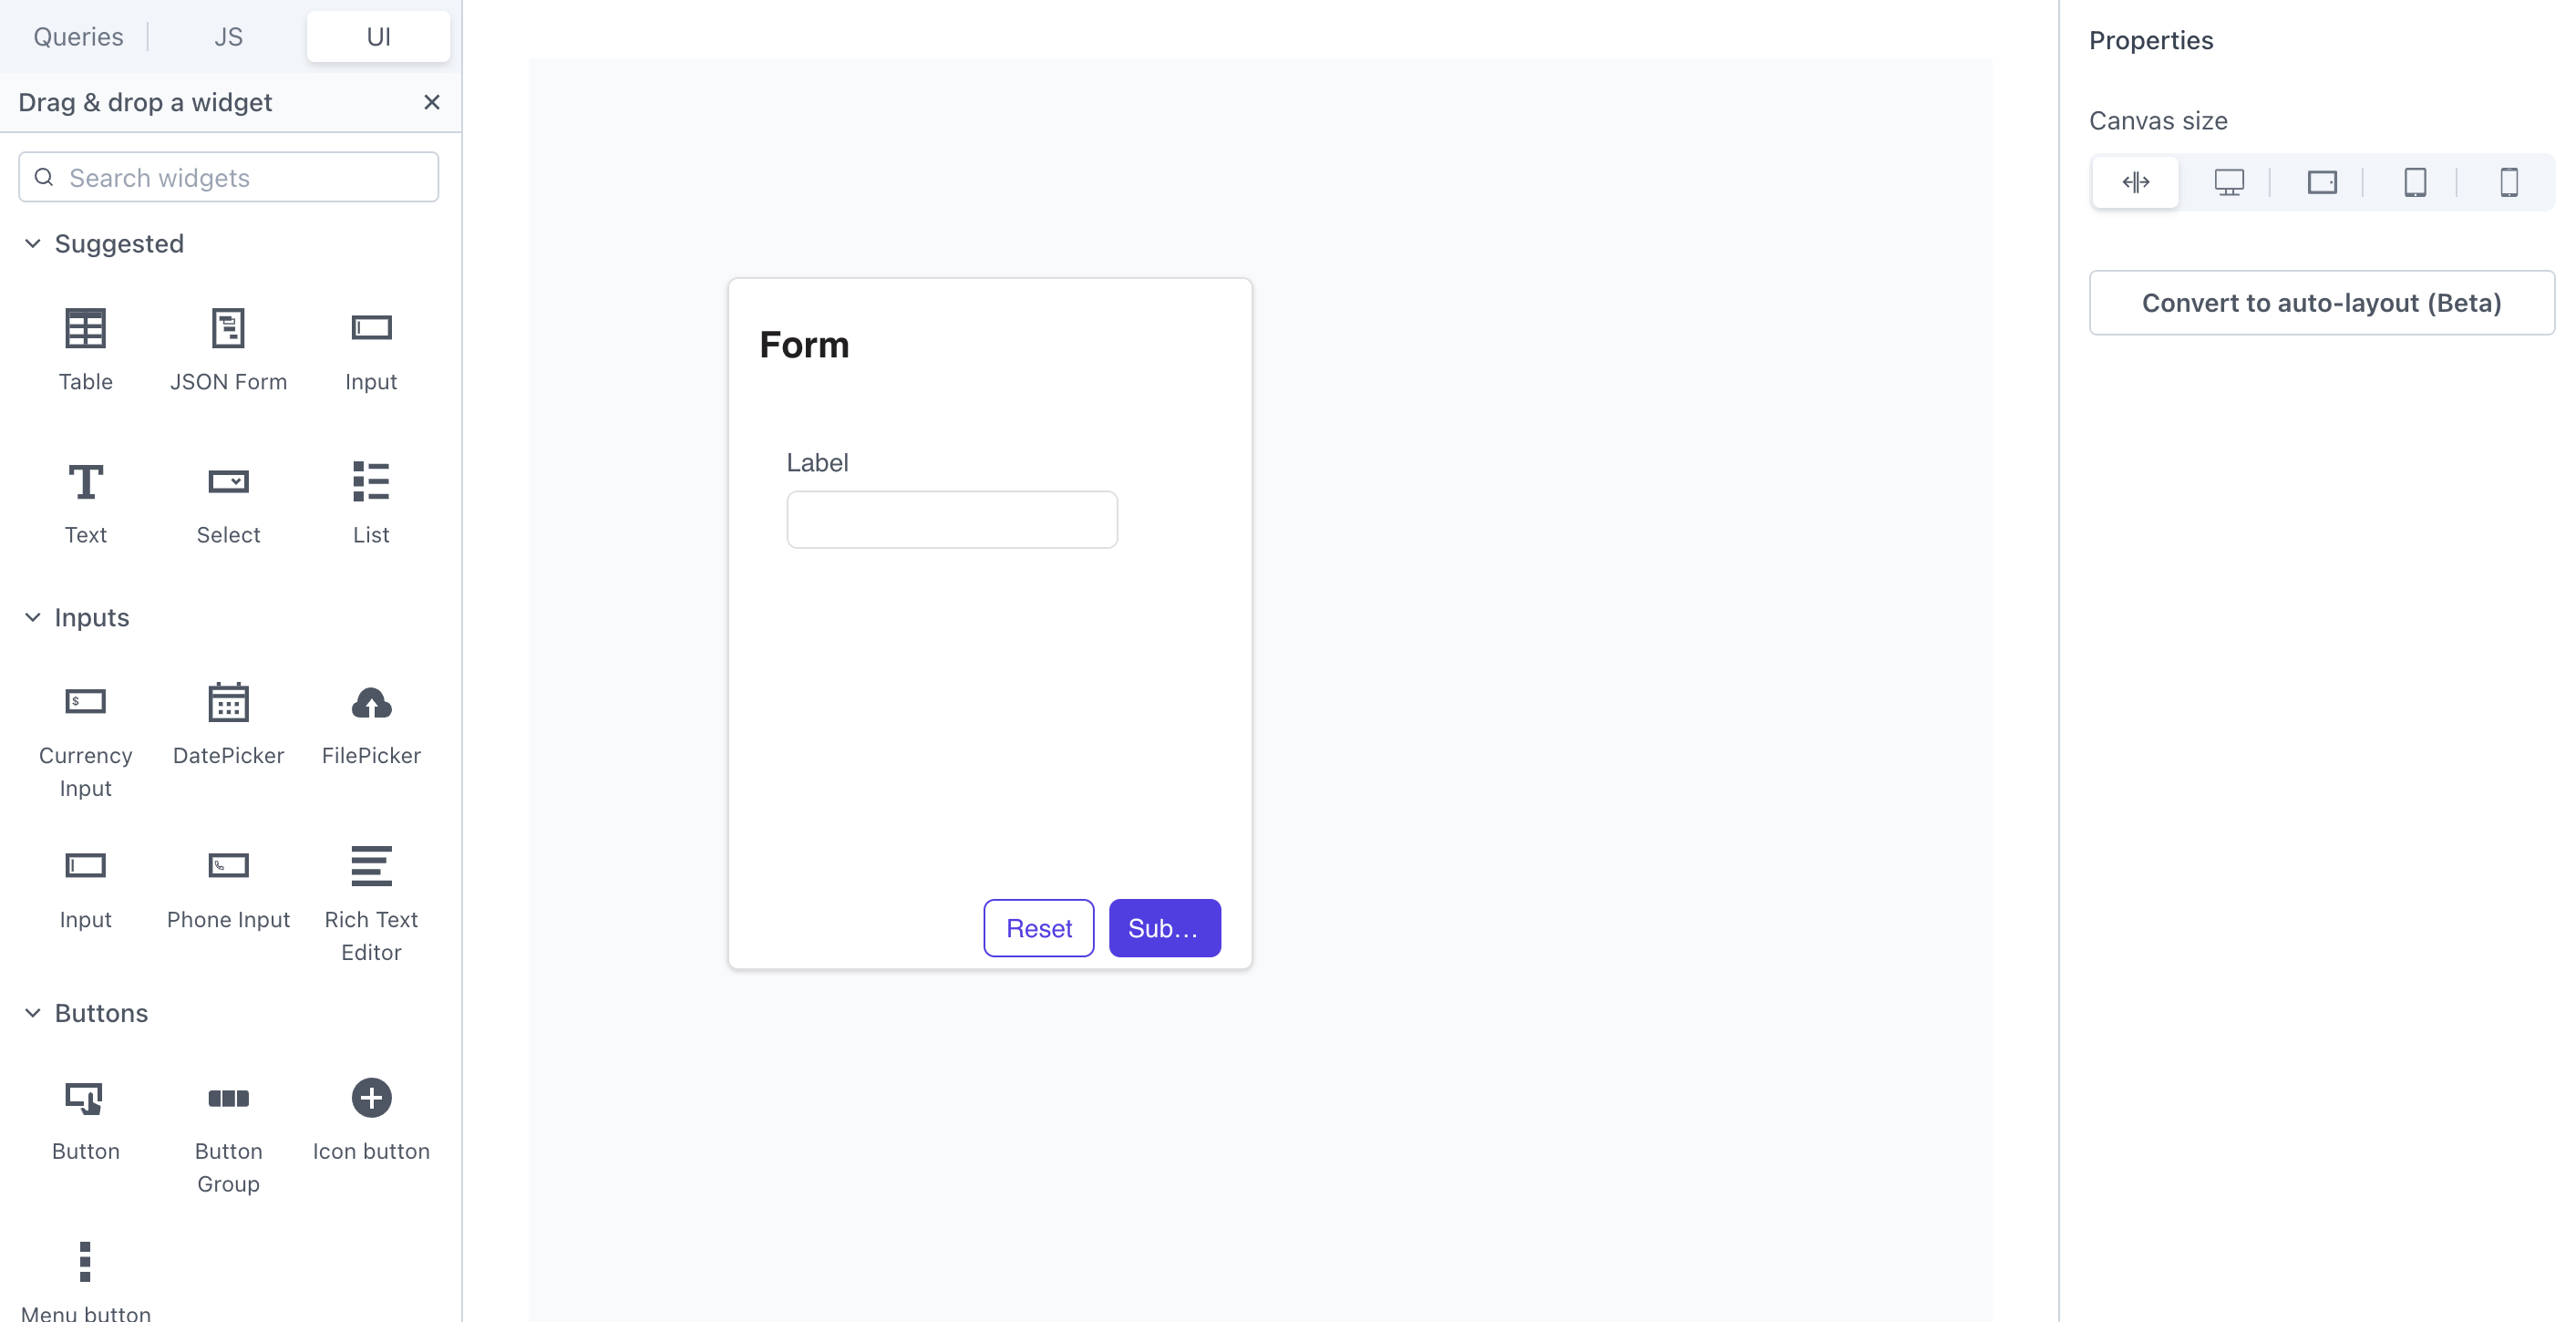 Queries
JS
UI
Drag & drop a widget
Search widgets
Suggested
Table
JSON Form
Input
Text
Select
List
Inputs
Currency
Input
DatePicker
FilePicker
Input
Phone Input
Rich Text
Editor
Buttons
Button
Button
Group
Icon button
Menu button
Form
Label
Reset
Sub...
Properties
Canvas size
Convert to auto-layout (Beta)